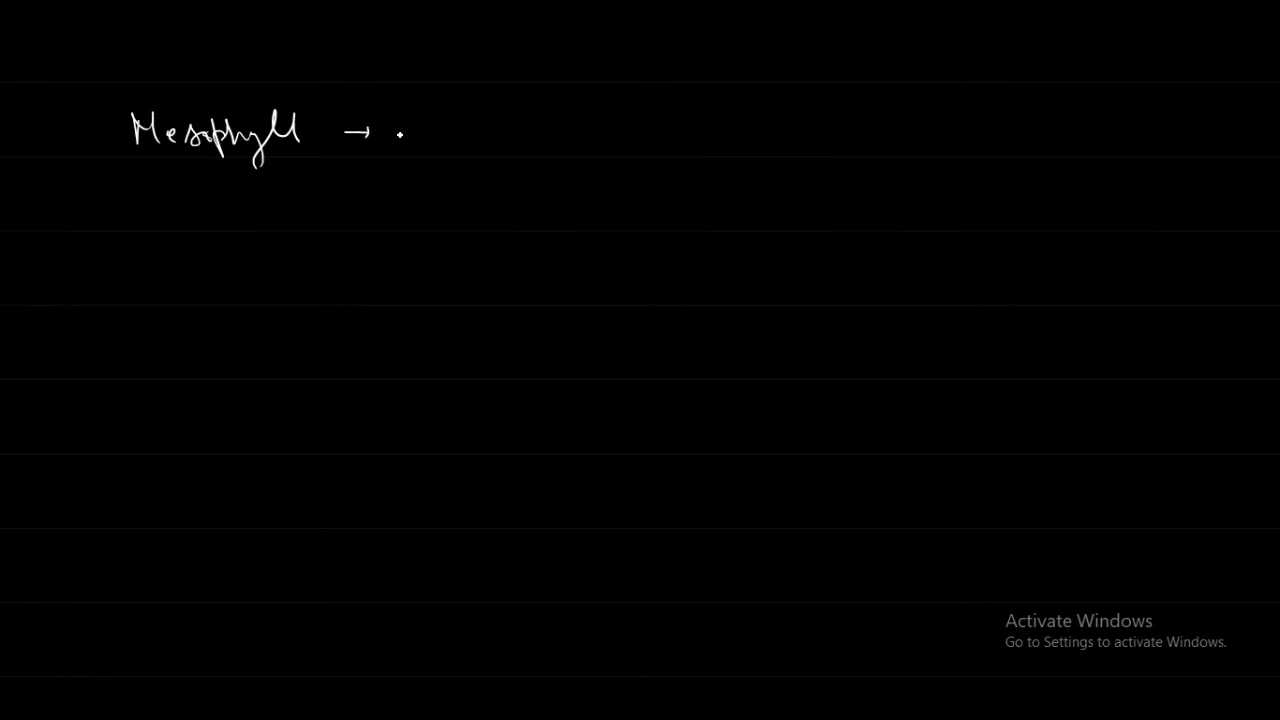 Mesophyll →
Activate Windows
Go to Settings to activate Windows.